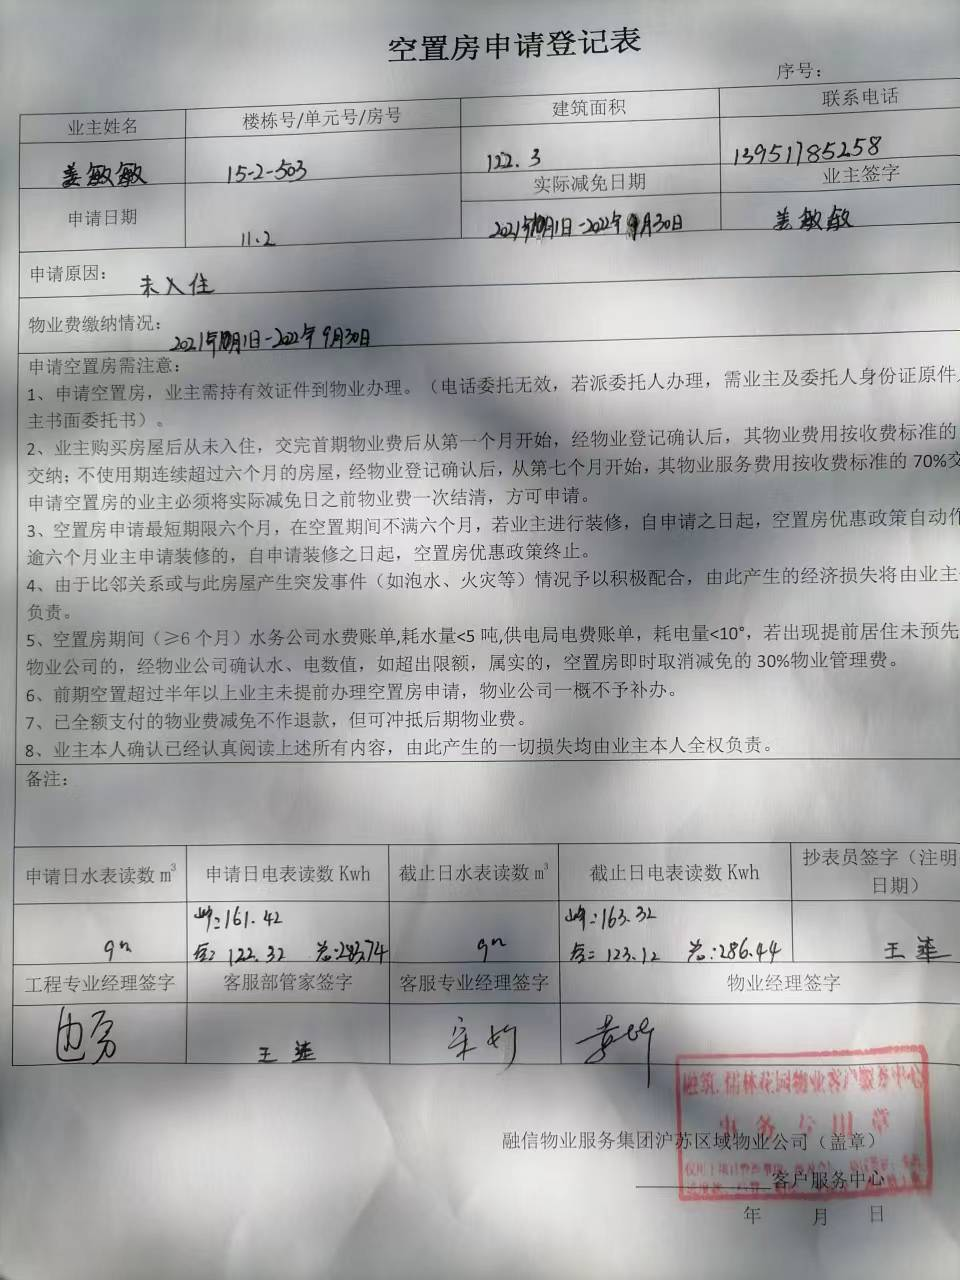 空置房申请登记表
序号：
业主姓名 楼栋号/单元号/房号 建筑面积 联系电话
姜敏敏 15-2-503 122.3 13951785258
实际减免日期 业主签字
申请日期 11.2 2021年10月1日-2022年9月30日 姜敏敏
申请原因： 未入住
物业费缴纳情况： 2021年10月1日-2022年9月30日
申请空置房需注意：
1、申请空置房，业主需持有效证件到物业办理。（电话委托无效，若派委托人办理，需业主及委托人身份证原件
主书面委托书）。
2、业主购买房屋后从未入住，交完首期物业费后从第一个月开始，经物业登记确认后，其物业费用按收费标准的
交纳；不使用期连续超过六个月的房屋，经物业登记确认后，从第七个月开始，其物业服务费用按收费标准的 70%交
申请空置房的业主必须将实际减免日之前物业费一次结清，方可申请。
3、空置房申请最短期限六个月，在空置期间不满六个月，若业主进行装修，自申请之日起，空置房优惠政策自动作
逾六个月业主申请装修的，自申请装修之日起，空置房优惠政策终止。
4、由于比邻关系或与此房屋产生突发事件（如泡水、火灾等）情况予以积极配合，由此产生的经济损失将由业主
负责。
5、空置房期间（≥6 个月）水务公司水费账单,耗水量<5 吨,供电局电费账单，耗电量<10°，若出现提前居住未预先
物业公司的，经物业公司确认水、电数值，如超出限额，属实的，空置房即时取消减免的 30%物业管理费。
6、前期空置超过半年以上业主未提前办理空置房申请，物业公司一概不予补办。
7、已全额支付的物业费减免不作退款，但可冲抵后期物业费。
8、业主本人确认已经认真阅读上述所有内容，由此产生的一切损失均由业主本人全权负责。
备注：
申请日水表读数 m³ 申请日电表读数 Kwh 截止日水表读数 m³ 截止日电表读数 Kwh 抄表员签字（注明
日期）
峰：161.42 峰：163.32
谷：122.32 总：283.74 谷：123.12 总：286.44 王莲
工程专业经理签字 客服部管家签字 客服专业经理签字 物业经理签字
王莲
融筑.儒林花园物业客户服务中心
业务专用章
融信物业服务集团沪苏区域物业公司（盖章）
客户服务中心
年 月 日